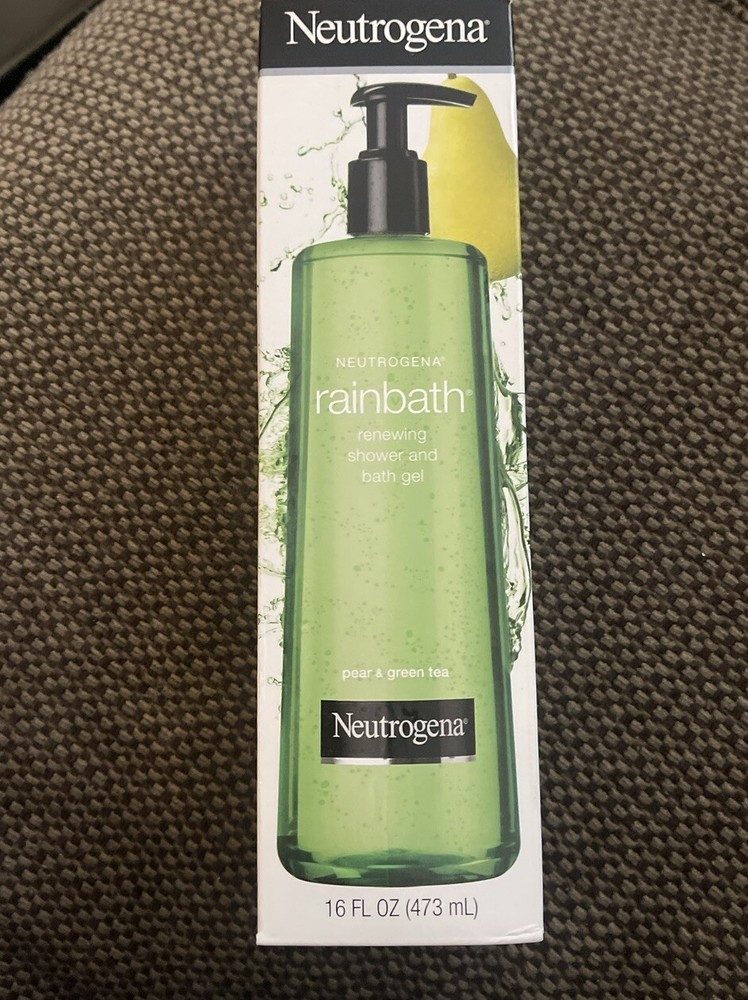 Neutrogena®
NEUTROGENA®
rainbath®
renewing
shower and
bath gel
pear & green tea
Neutrogena®
16 FL OZ (473 mL)